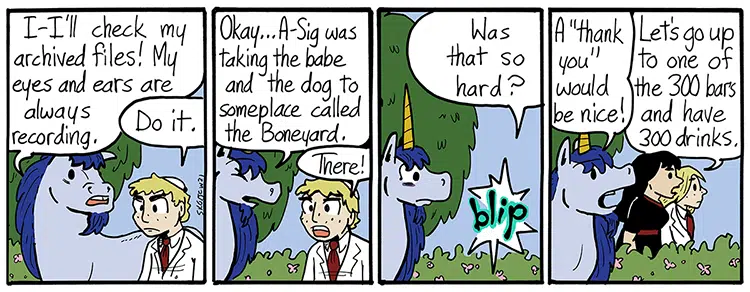 I-I'll check my
archived files! My
eyes and ears are
always
recording.
Do it.
Okay...A-Sig was
taking the babe
and the dog to
someplace called
the Boneyard.
There!
Was
that so
hard?
blip
A "thank
you"
would
be nice!
Let's go up
to one of
the 300 bars
and have
300 drinks.